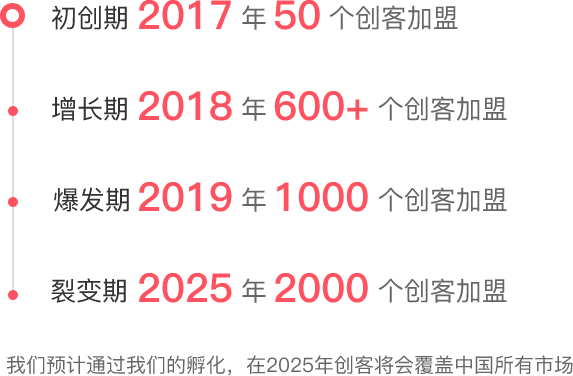 初创期 2017 年 50 个创客加盟
增长期 2018 年 600+ 个创客加盟
爆发期 2019 年 1000 个创客加盟
裂变期 2025 年 2000 个创客加盟
我们预计通过我们的孵化，在2025年创客将会覆盖中国所有市场